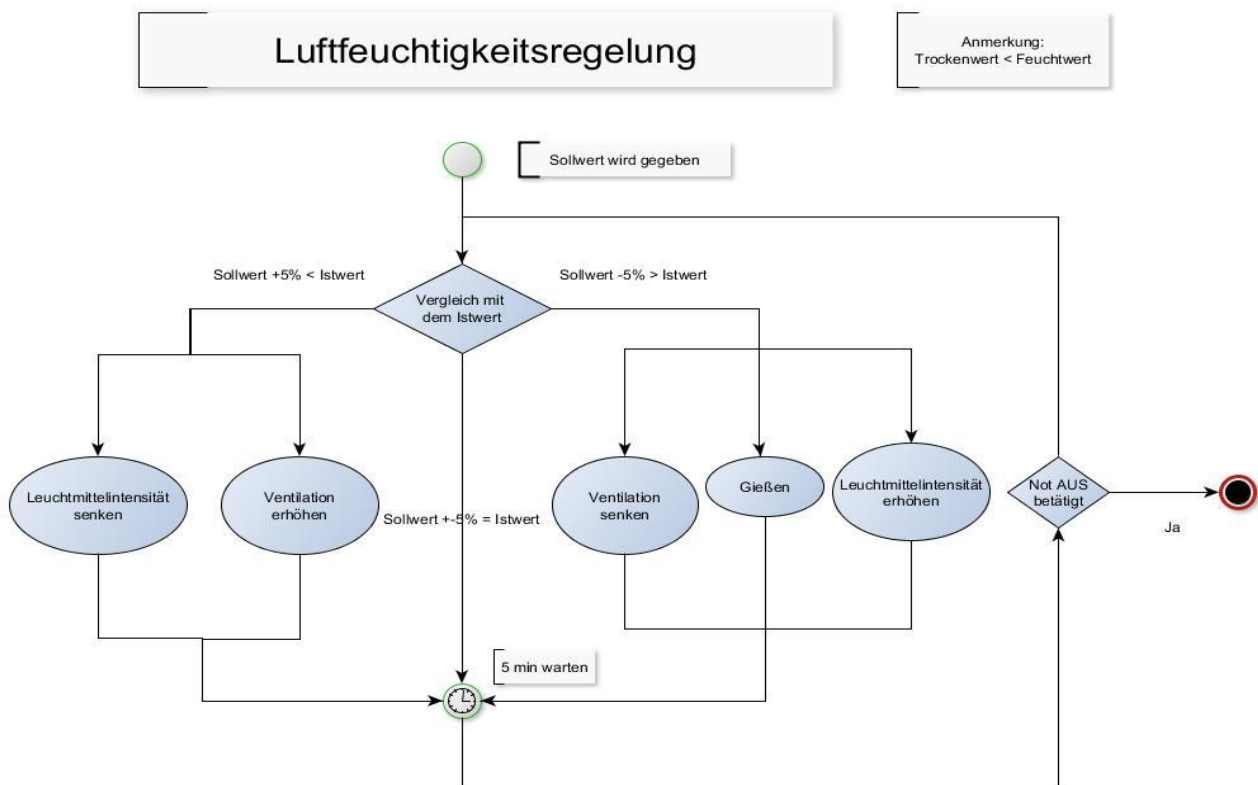 Luftfeuchtigkeitsregelung
Anmerkung:
Trockenwert < Feuchtwert
Sollwert wird gegeben
Sollwert +5% < Istwert
Sollwert -5% > Istwert
Vergleich mit
dem Istwert
Leuchtmittelintensität
senken
Ventilation
erhöhen
Sollwert +-5% = Istwert
Ventilation
senken
Gießen
Leuchtmittelintensität
erhöhen
Not AUS
betätigt
Ja
5 min warten